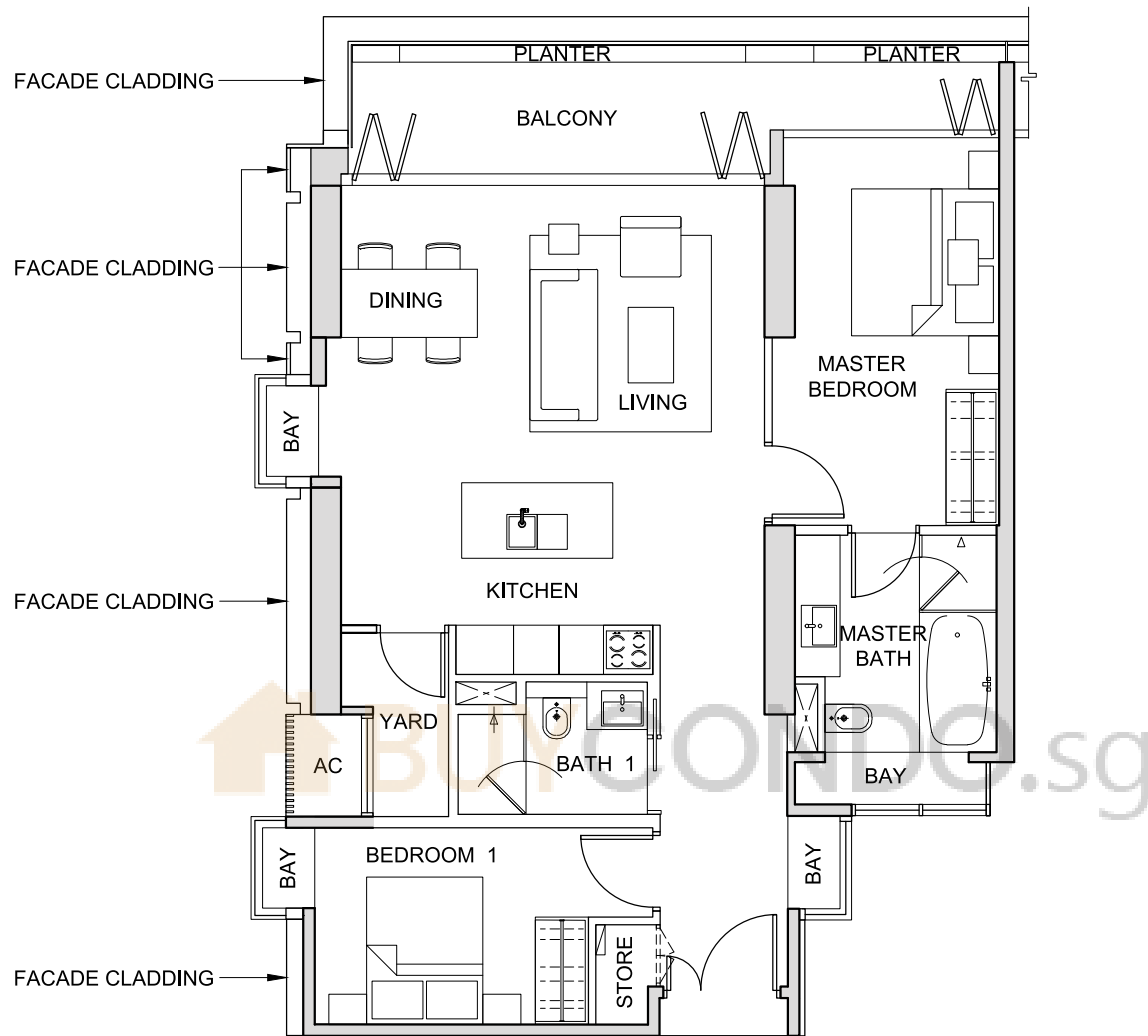 PLANTER
PLANTER
FACADE CLADDING
BALCONY
FACADE CLADDING
DINING
MASTER
BEDROOM
LIVING
BAY
KITCHEN
FACADE CLADDING
MASTER
BATH
YARD
BUYCONDO.sg
AC
BATH 1
BAY
BEDROOM 1
BAY
BAY
STORE
FACADE CLADDING